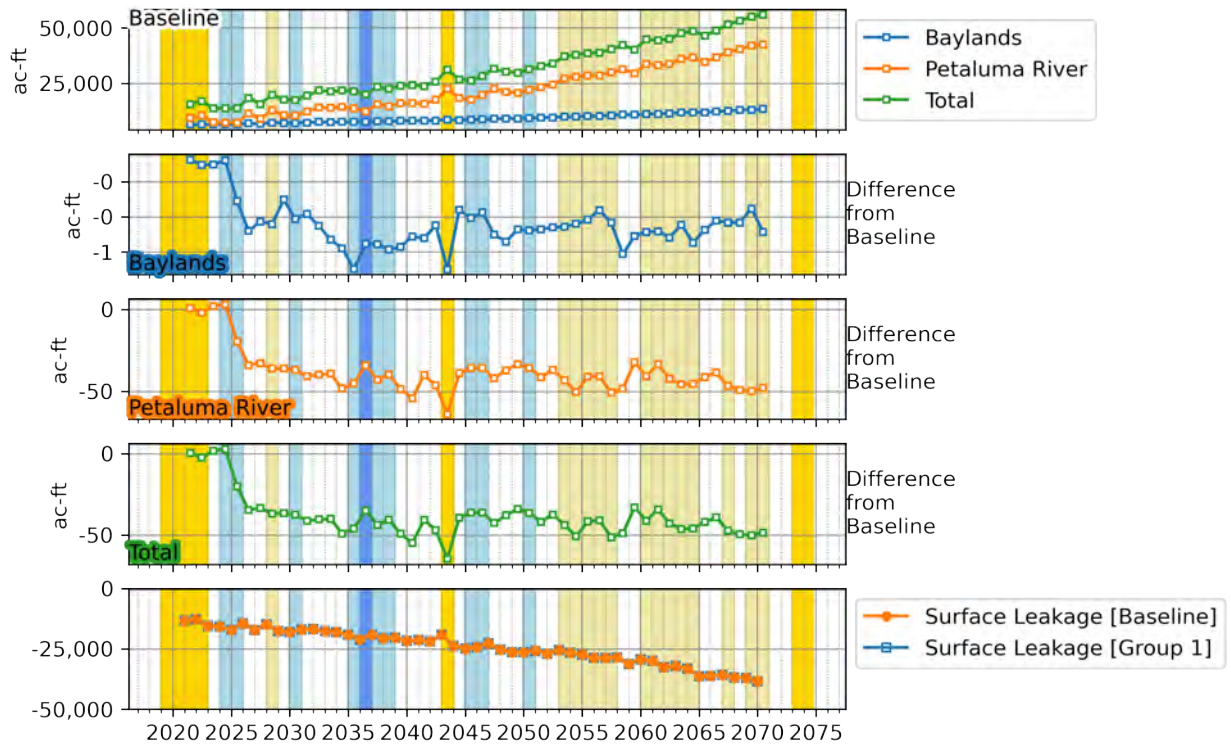 Baseline
50,000
25,000
ac-ft
Baylands
Petaluma River
Total
-0
-0
-1
ac-ft
Baylands
Difference
from
Baseline
0
-50
ac-ft
Petaluma River
Difference
from
Baseline
0
-50
ac-ft
Total
Difference
from
Baseline
0
-25,000
-50,000
Surface Leakage [Baseline]
Surface Leakage [Group 1]
2020 2025 2030 2035 2040 2045 2050 2055 2060 2065 2070 2075